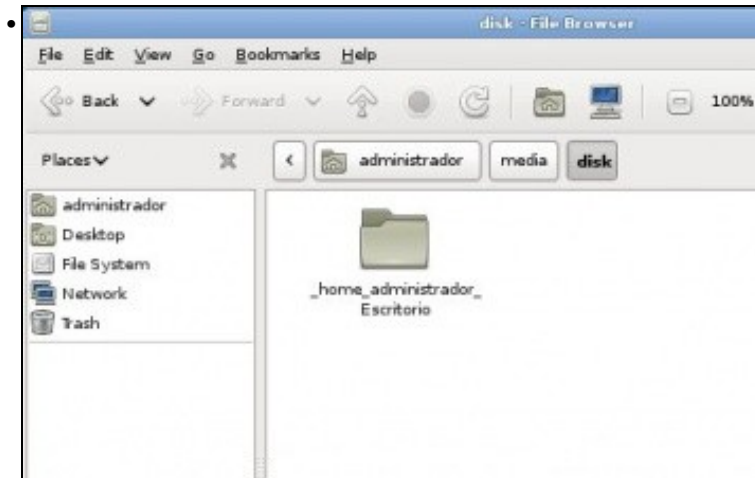 disk - File Browser
File Edit View Go Bookmarks Help
Back Forward 100%
Places administrador media disk
administrador
Desktop
File System
Network
Trash
_home_administrador_
Escritorio